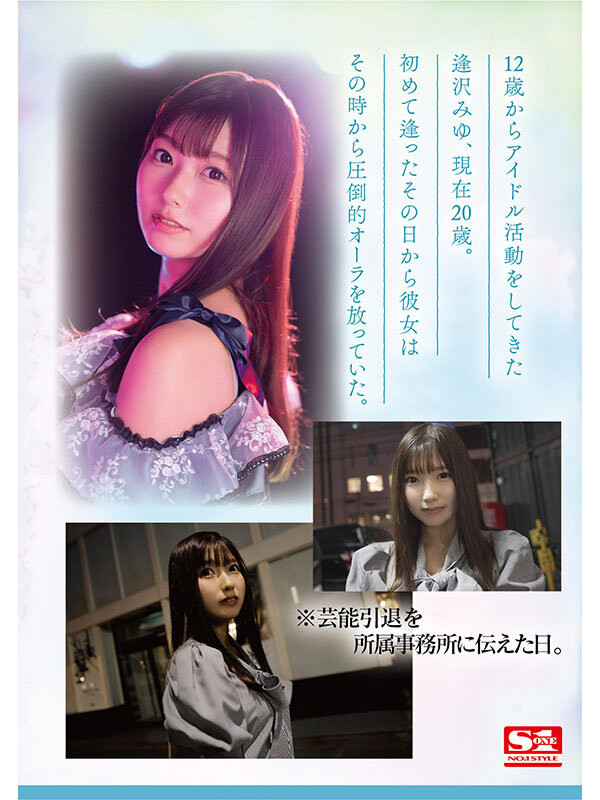 12歳からアイドル活動をしてきた
逢沢みゆ、現在20歳。
初めて逢ったその日から彼女は
その時から圧倒的オーラを放っていた。
※芸能引退を
所属事務所に伝えた日。
S1
ONE
NO.1 STYLE